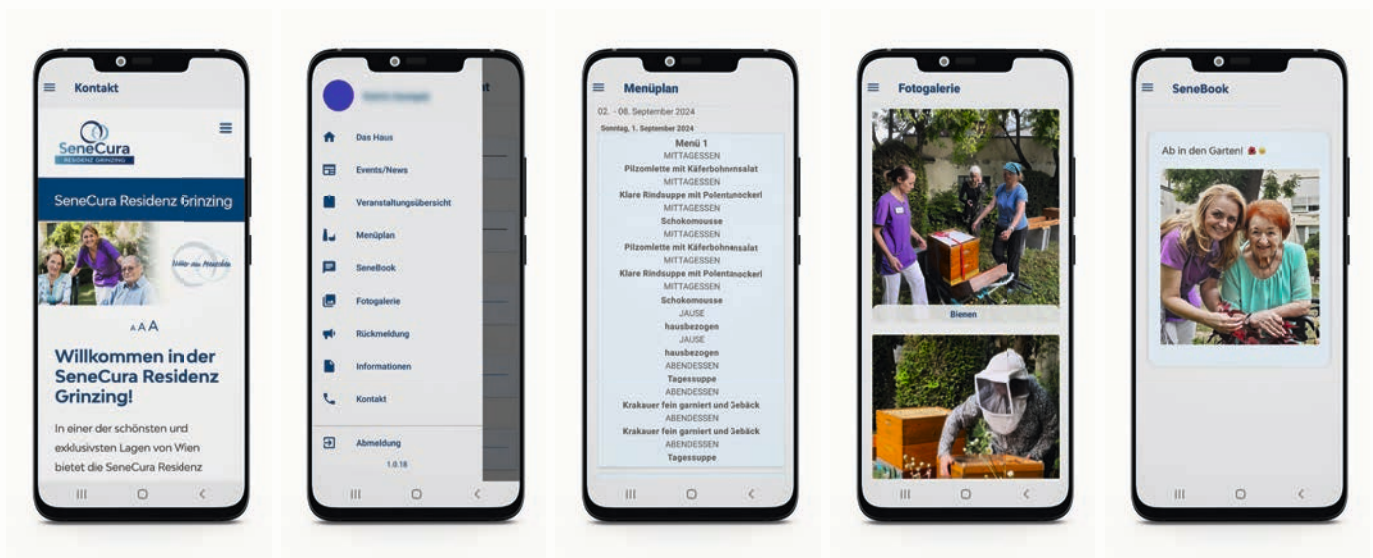 Kontakt
SeneCura
RESIDENZ GRINZING
SeneCura Residenz Grinzing
Näher am Menschen
A A A
Willkommen in der
SeneCura Residenz
Grinzing!
In einer der schönsten und
exklusivsten Lagen von Wien
bietet die SeneCura Residenz
Das Haus
Events/News
Veranstaltungsübersicht
Menüplan
SeneBook
Fotogalerie
Rückmeldung
Informationen
Kontakt
Abmeldung
1.0.18
Menüplan
02. - 08. September 2024
Sonntag, 1. September 2024
Menü 1
MITTAGESSEN
Pilzomlette mit Käferbohnensalat
MITTAGESSEN
Klare Rindsuppe mit Polentanockerl
MITTAGESSEN
Schokomousse
MITTAGESSEN
Pilzomlette mit Käferbohnensalat
MITTAGESSEN
Klare Rindsuppe mit Polentanockerl
MITTAGESSEN
Schokomousse
JAUSE
hausbezogen
JAUSE
hausbezogen
ABENDESSEN
Tagessuppe
ABENDESSEN
Krakauer fein garniert und Gebäck
ABENDESSEN
Krakauer fein garniert und Gebäck
ABENDESSEN
Tagessuppe
Fotogalerie
Bienen
SeneBook
Ab in den Garten!